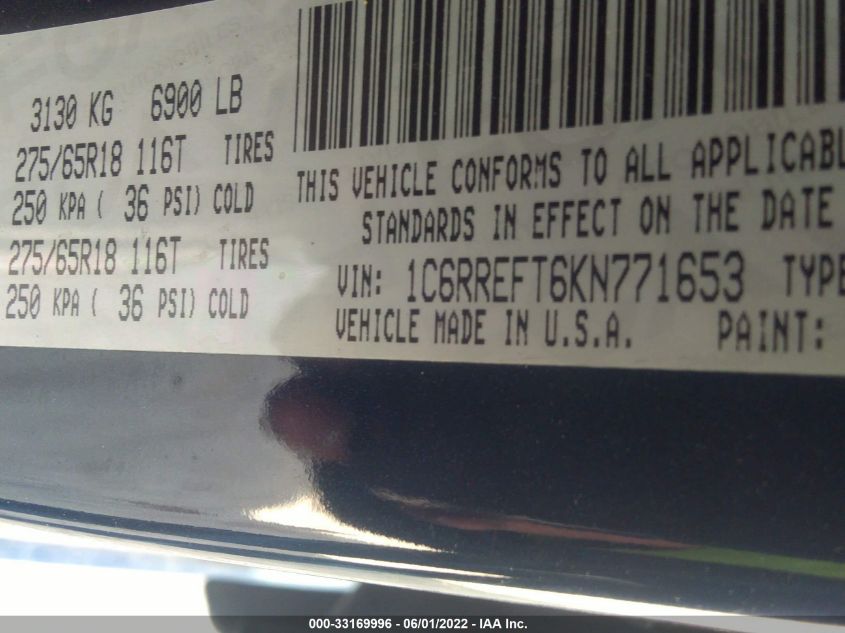 3130 KG 6900 LB
275/65R18 116T TIRES
250 KPA ( 36 PSI) COLD
275/65R18 116T TIRES
250 KPA ( 36 PSI) COLD
THIS VEHICLE CONFORMS TO ALL APPLICABL
STANDARDS IN EFFECT ON THE DATE
VIN: 1C6RREFT6KN771653 TYPE
VEHICLE MADE IN U.S.A. PAINT:
000-33169996 - 06/01/2022 - IAA Inc.